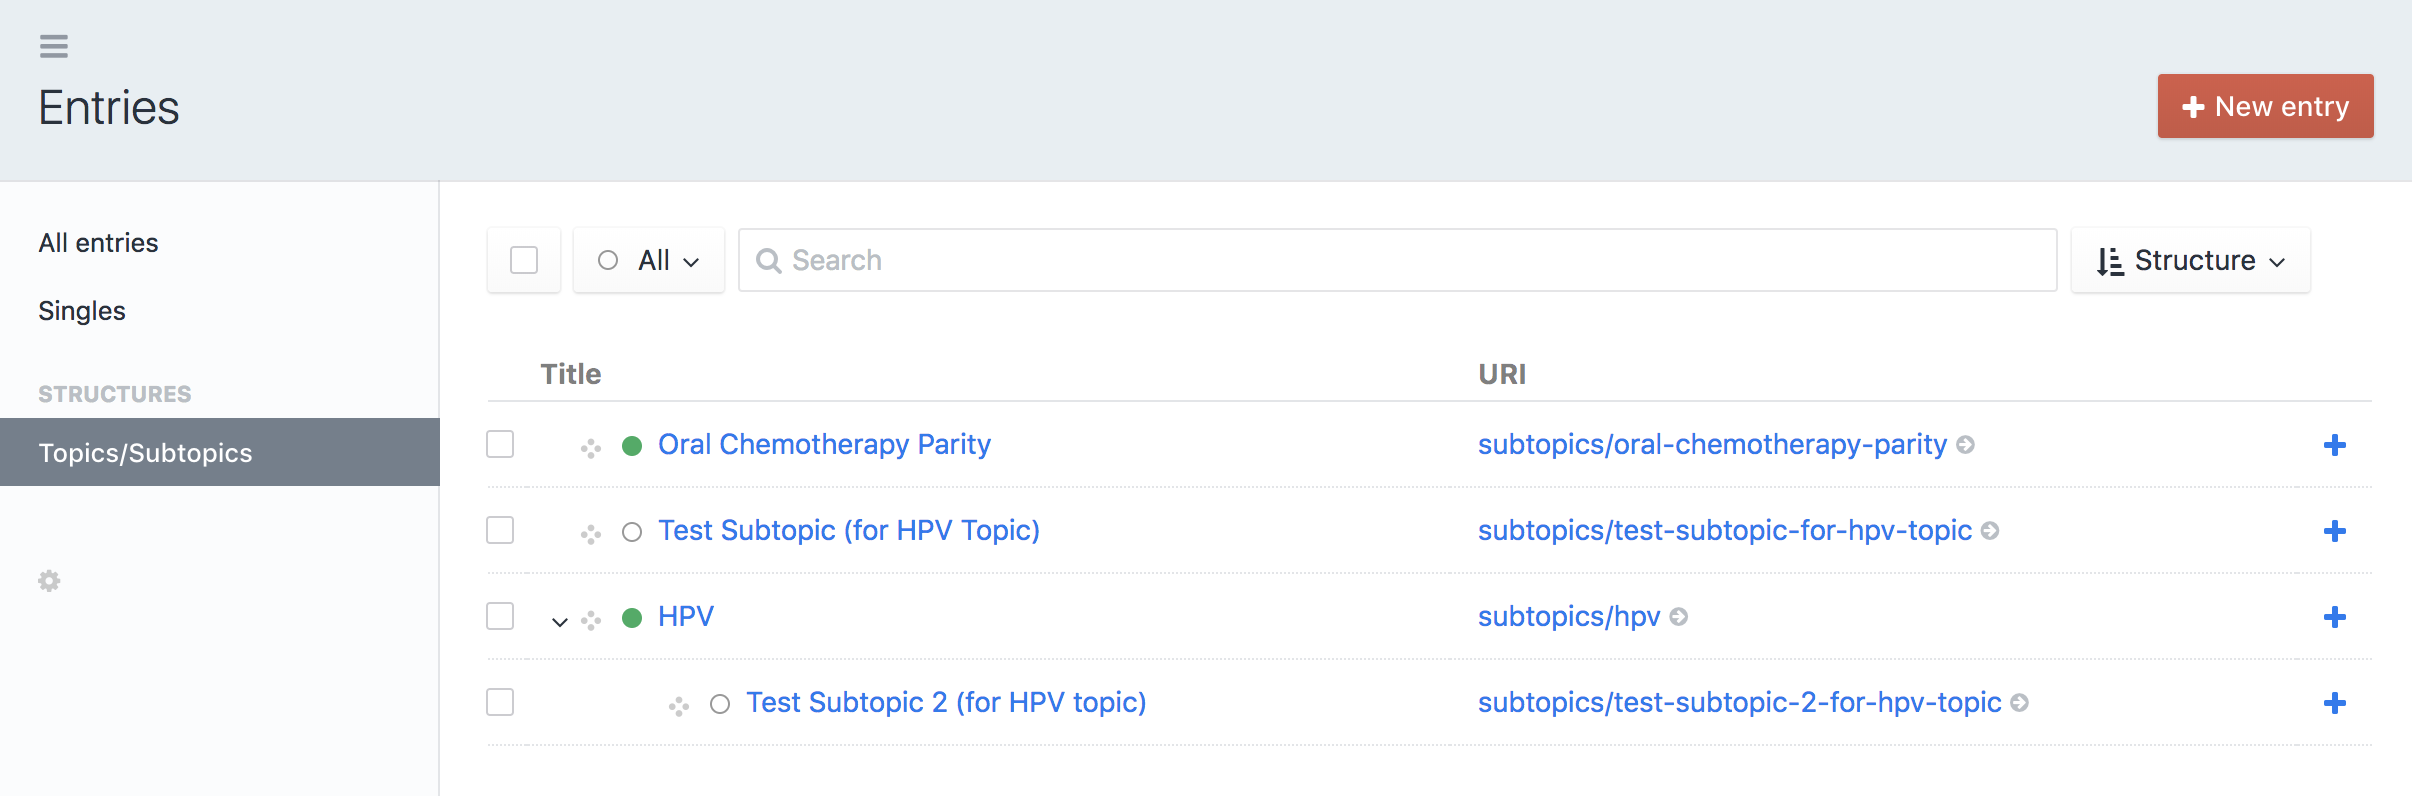 Entries
New entry
All entries
Singles
STRUCTURES
Topics/Subtopics
All
Search
Structure
Title URI
Oral Chemotherapy Parity subtopics/oral-chemotherapy-parity
Test Subtopic (for HPV Topic) subtopics/test-subtopic-for-hpv-topic
HPV subtopics/hpv
Test Subtopic 2 (for HPV topic) subtopics/test-subtopic-2-for-hpv-topic